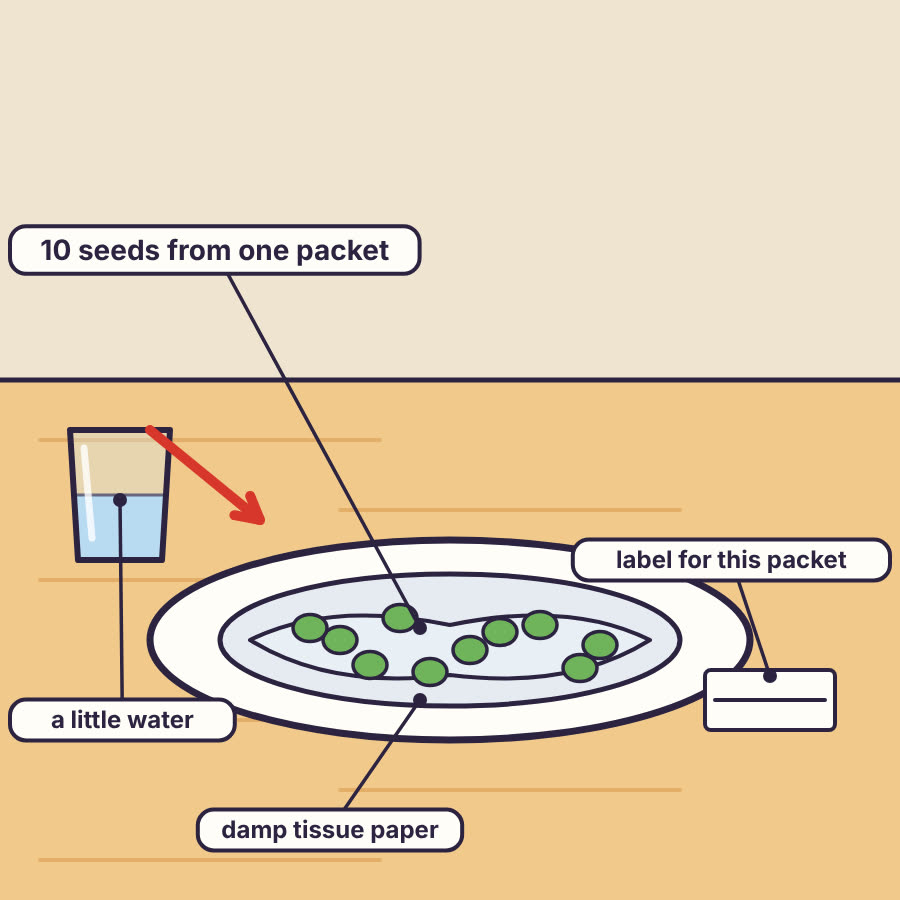 10 seeds from one packet
label for this packet
a little water
damp tissue paper